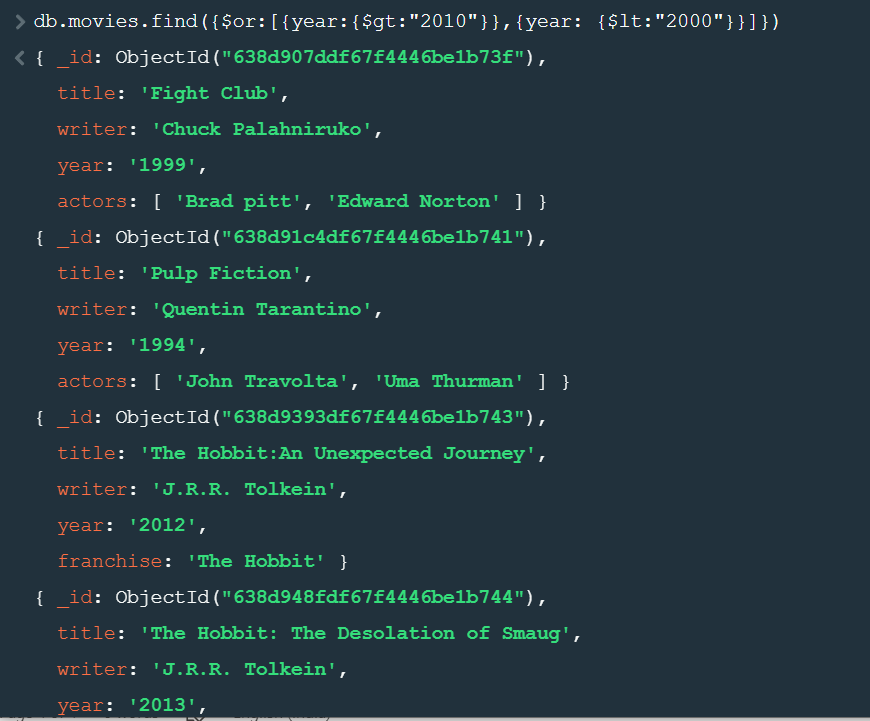 > db.movies.find({$or:[{year:{$gt:"2010"}},{year: {$lt:"2000"}}]})
< { _id: ObjectId("638d907ddf67f4446be1b73f"),
title: 'Fight Club',
writer: 'Chuck Palahniruko',
year: '1999',
actors: [ 'Brad pitt', 'Edward Norton' ] }
{ _id: ObjectId("638d91c4df67f4446be1b741"),
title: 'Pulp Fiction',
writer: 'Quentin Tarantino',
year: '1994',
actors: [ 'John Travolta', 'Uma Thurman' ] }
{ _id: ObjectId("638d9393df67f4446be1b743"),
title: 'The Hobbit:An Unexpected Journey',
writer: 'J.R.R. Tolkein',
year: '2012',
franchise: 'The Hobbit' }
{ _id: ObjectId("638d948fdf67f4446be1b744"),
title: 'The Hobbit: The Desolation of Smaug',
writer: 'J.R.R. Tolkein',
year: '2013',